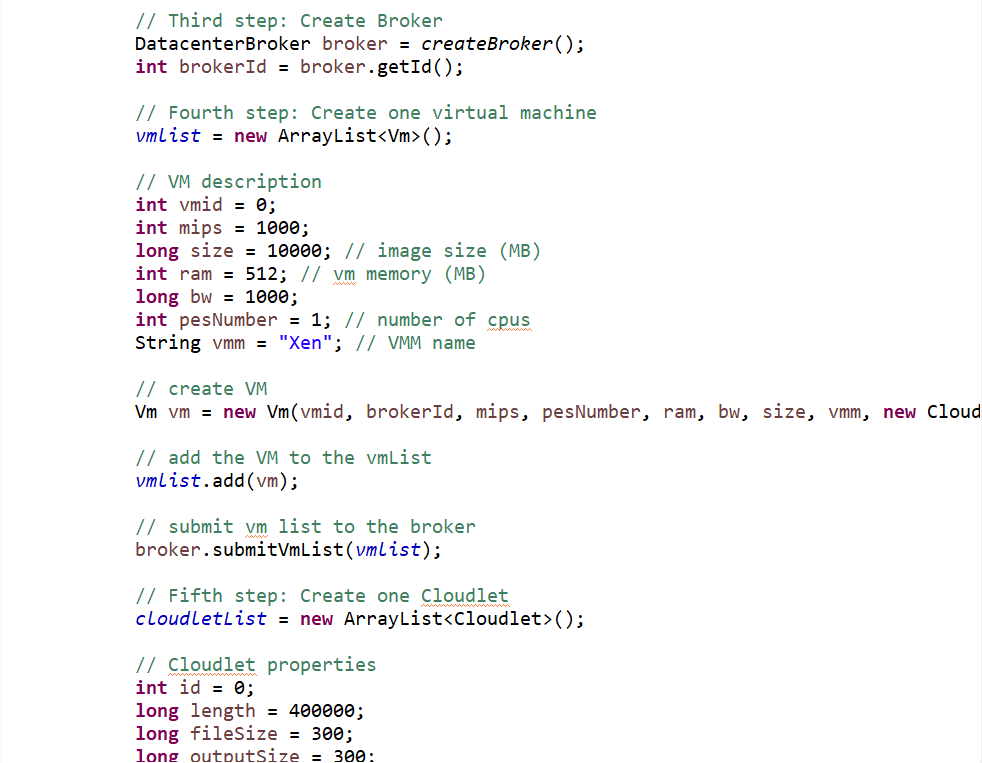 // Third step: Create Broker
DatacenterBroker broker = createBroker();
int brokerId = broker.getId();
// Fourth step: Create one virtual machine
vmlist = new ArrayList<Vm>();
// VM description
int vmid = 0;
int mips = 1000;
long size = 10000; // image size (MB)
int ram = 512; // vm memory (MB)
long bw = 1000;
int pesNumber = 1; // number of cpus
String vmm = "Xen"; // VMM name
// create VM
Vm vm = new Vm(vmid, brokerId, mips, pesNumber, ram, bw, size, vmm, new Cloud
// add the VM to the vmList
vmlist.add(vm);
// submit vm list to the broker
broker.submitVmList(vmlist);
// Fifth step: Create one Cloudlet
cloudletList = new ArrayList<Cloudlet>();
// Cloudlet properties
int id = 0;
long length = 400000;
long fileSize = 300;
long outputSize = 300;